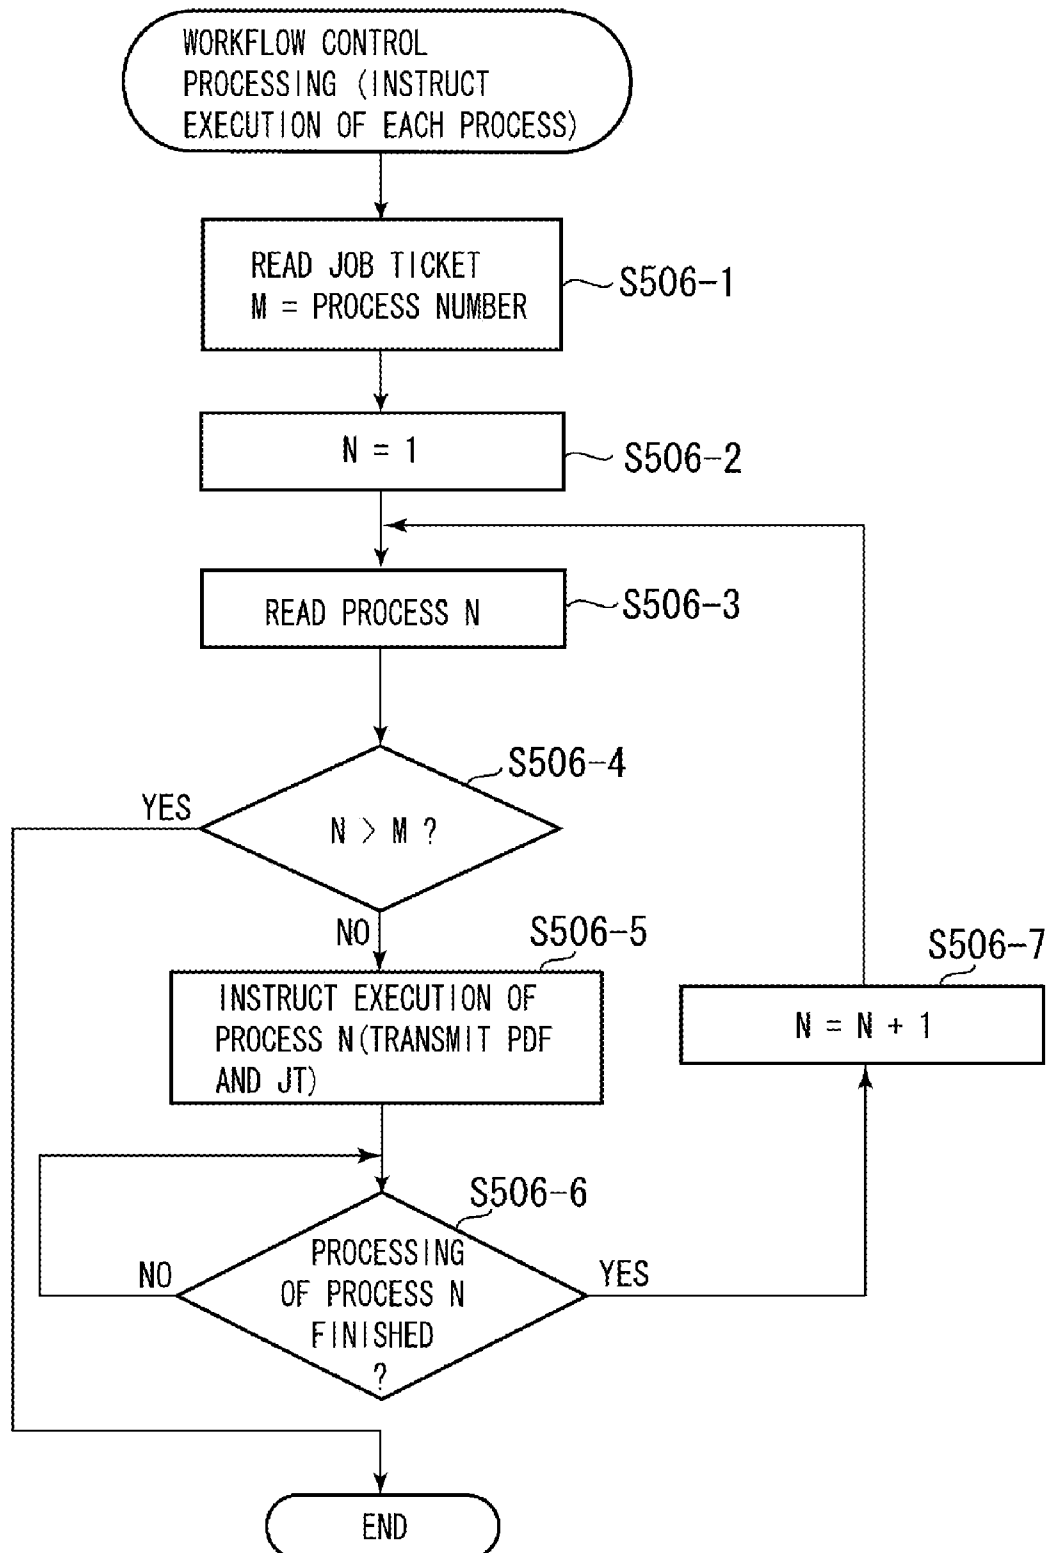 WORKFLOW CONTROL
PROCESSING (INSTRUCT
EXECUTION OF EACH PROCESS)
READ JOB TICKET
M = PROCESS NUMBER
S506-1
N = 1
S506-2
READ PROCESS N
S506-3
S506-4
YES
N > M ?
NO
S506-5
INSTRUCT EXECUTION OF
PROCESS N(TRANSMIT PDF
AND JT)
S506-7
N = N + 1
S506-6
PROCESSING
OF PROCESS N
FINISHED
?
NO
YES
END